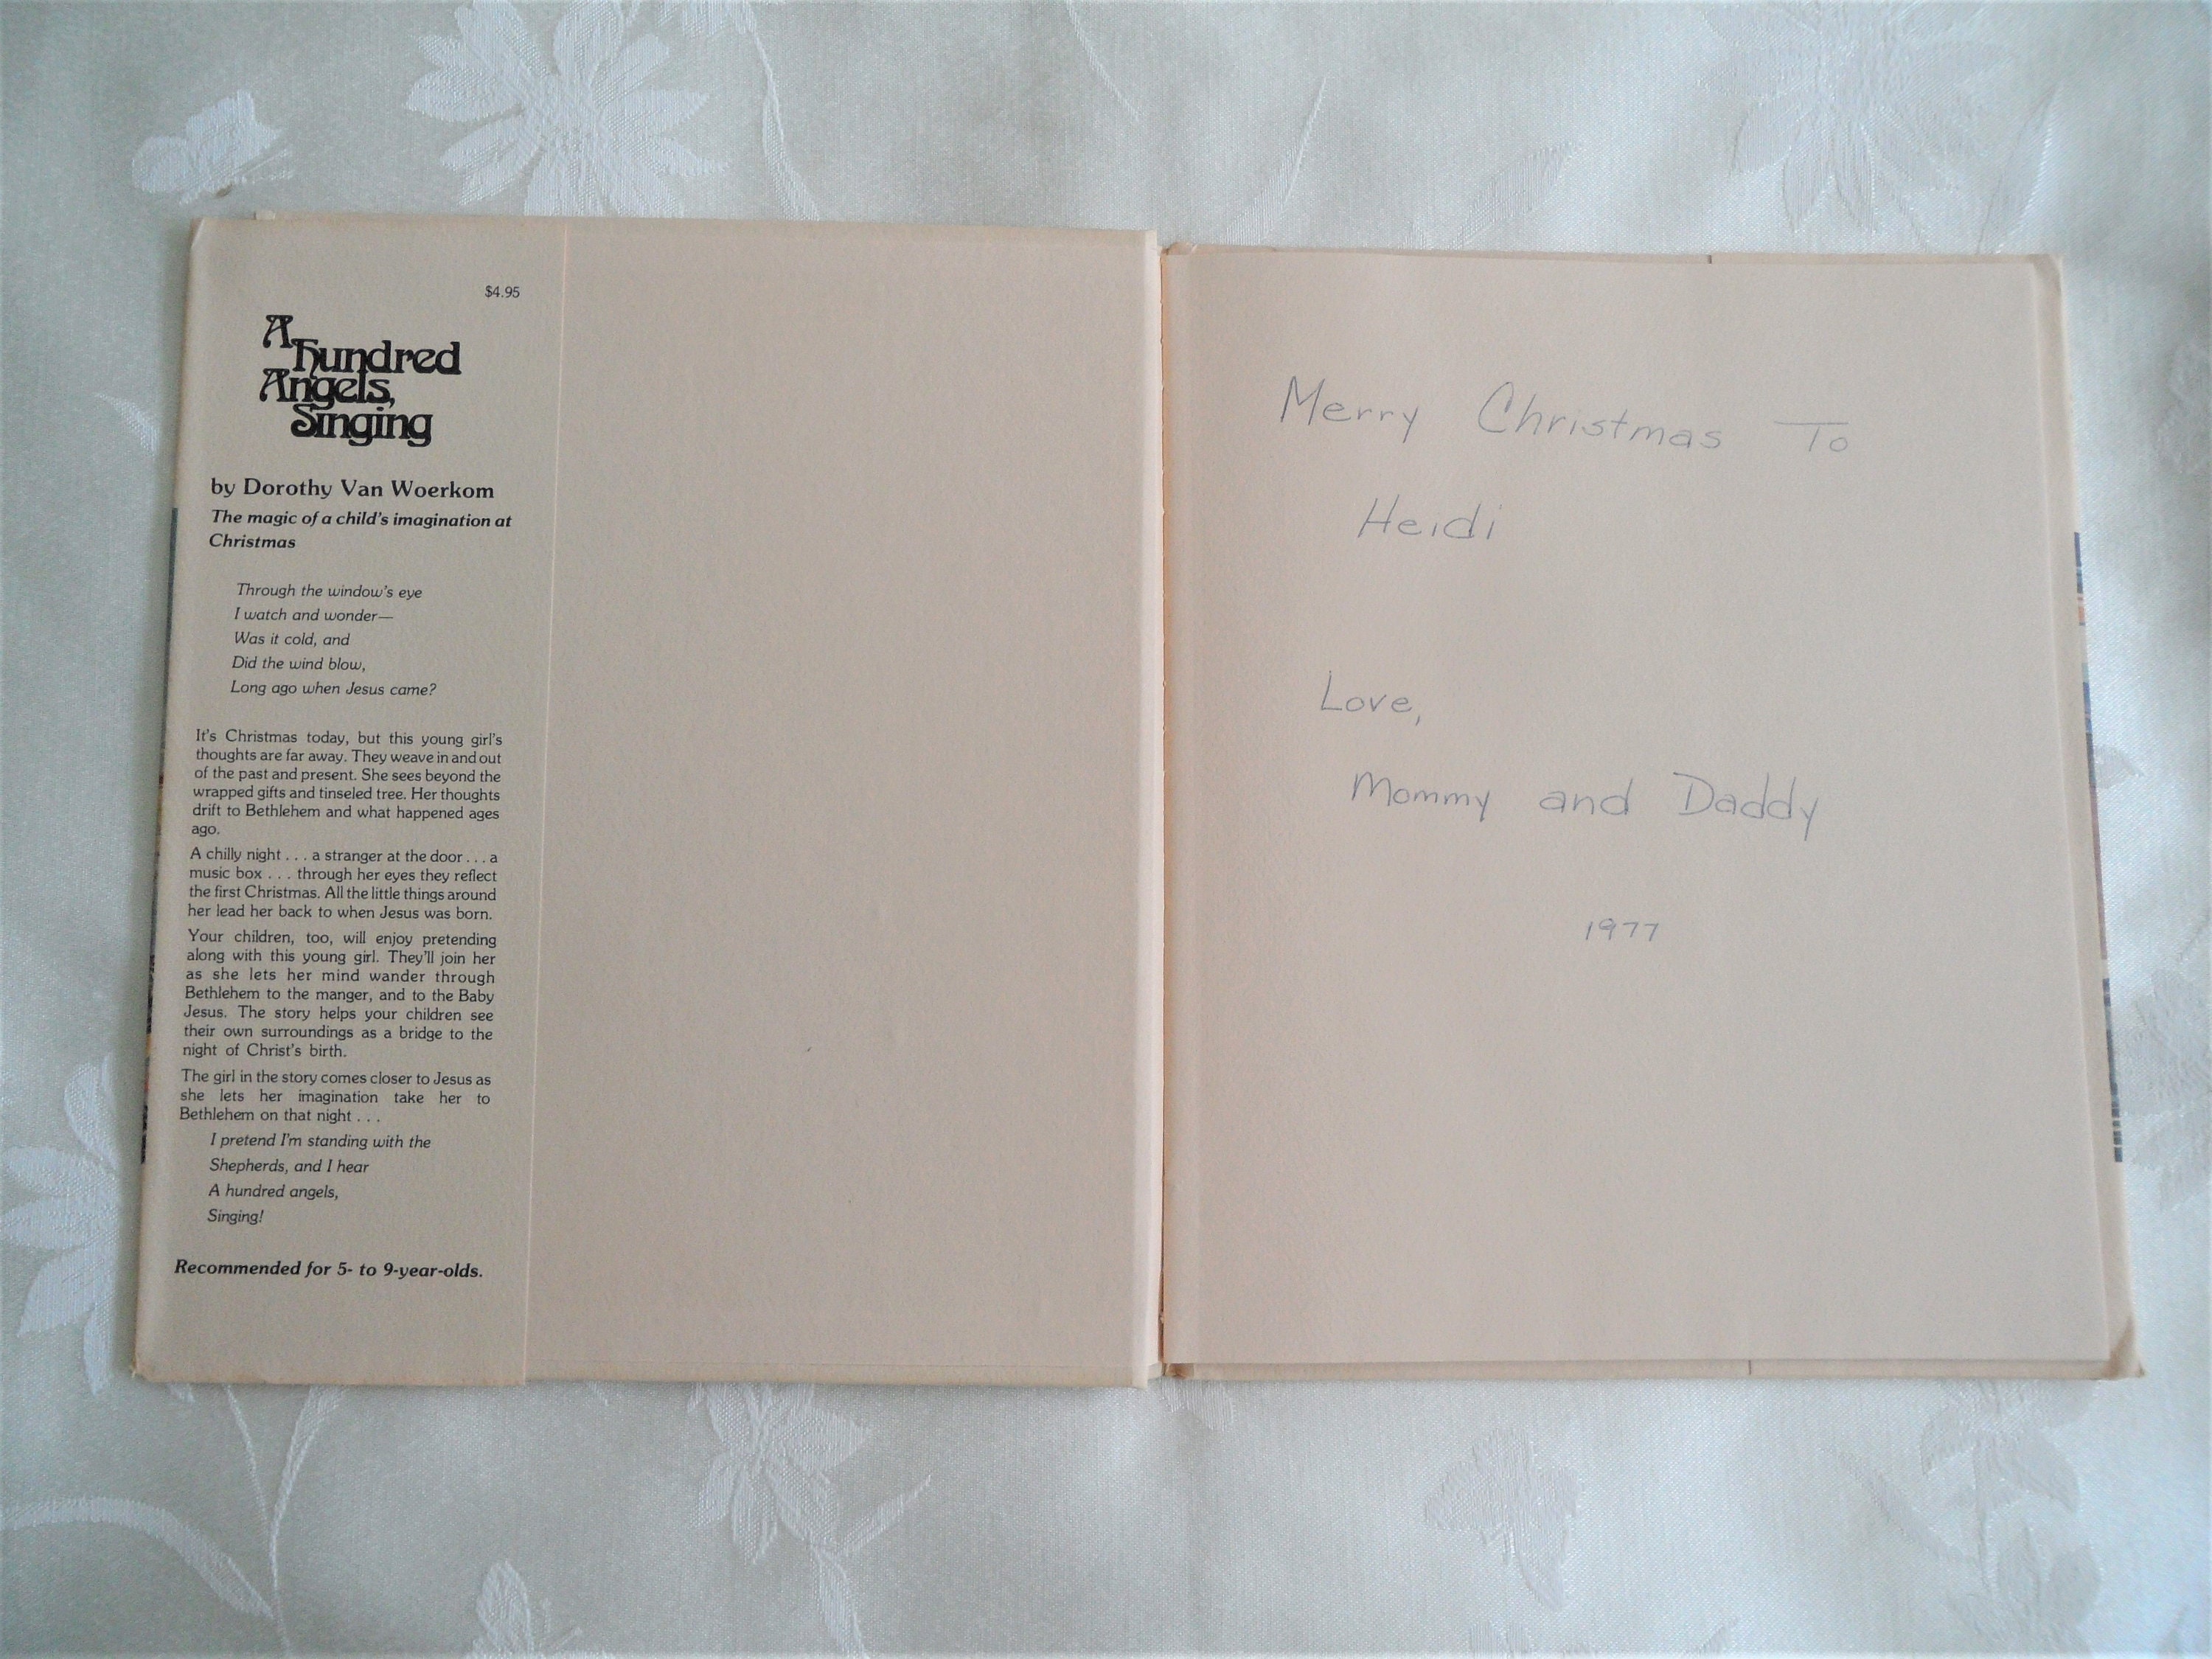 $4.95
A
Hundred
Angels,
Singing
by Dorothy Van Woerkom
The magic of a child's imagination at
Christmas
Through the window's eye
I watch and wonder—
Was it cold, and
Did the wind blow,
Long ago when Jesus came?
It's Christmas today, but this young girl's
thoughts are far away. They weave in and out
of the past and present. She sees beyond the
wrapped gifts and tinseled tree. Her thoughts
drift to Bethlehem and what happened ages
ago.
A chilly night . . . a stranger at the door . . . a
music box . . . through her eyes they reflect
the first Christmas. All the little things around
her lead her back to when Jesus was born.
Your children, too, will enjoy pretending
along with this young girl. They'll join her
as she lets her mind wander through
Bethlehem to the manger, and to the Baby
Jesus. The story helps your children see
their own surroundings as a bridge to the
night of Christ's birth.
The girl in the story comes closer to Jesus as
she lets her imagination take her to
Bethlehem on that night . . .
I pretend I'm standing with the
Shepherds, and I hear
A hundred angels,
Singing!
Recommended for 5- to 9-year-olds.
Merry Christmas To
Heidi
Love,
Mommy and Daddy
1977